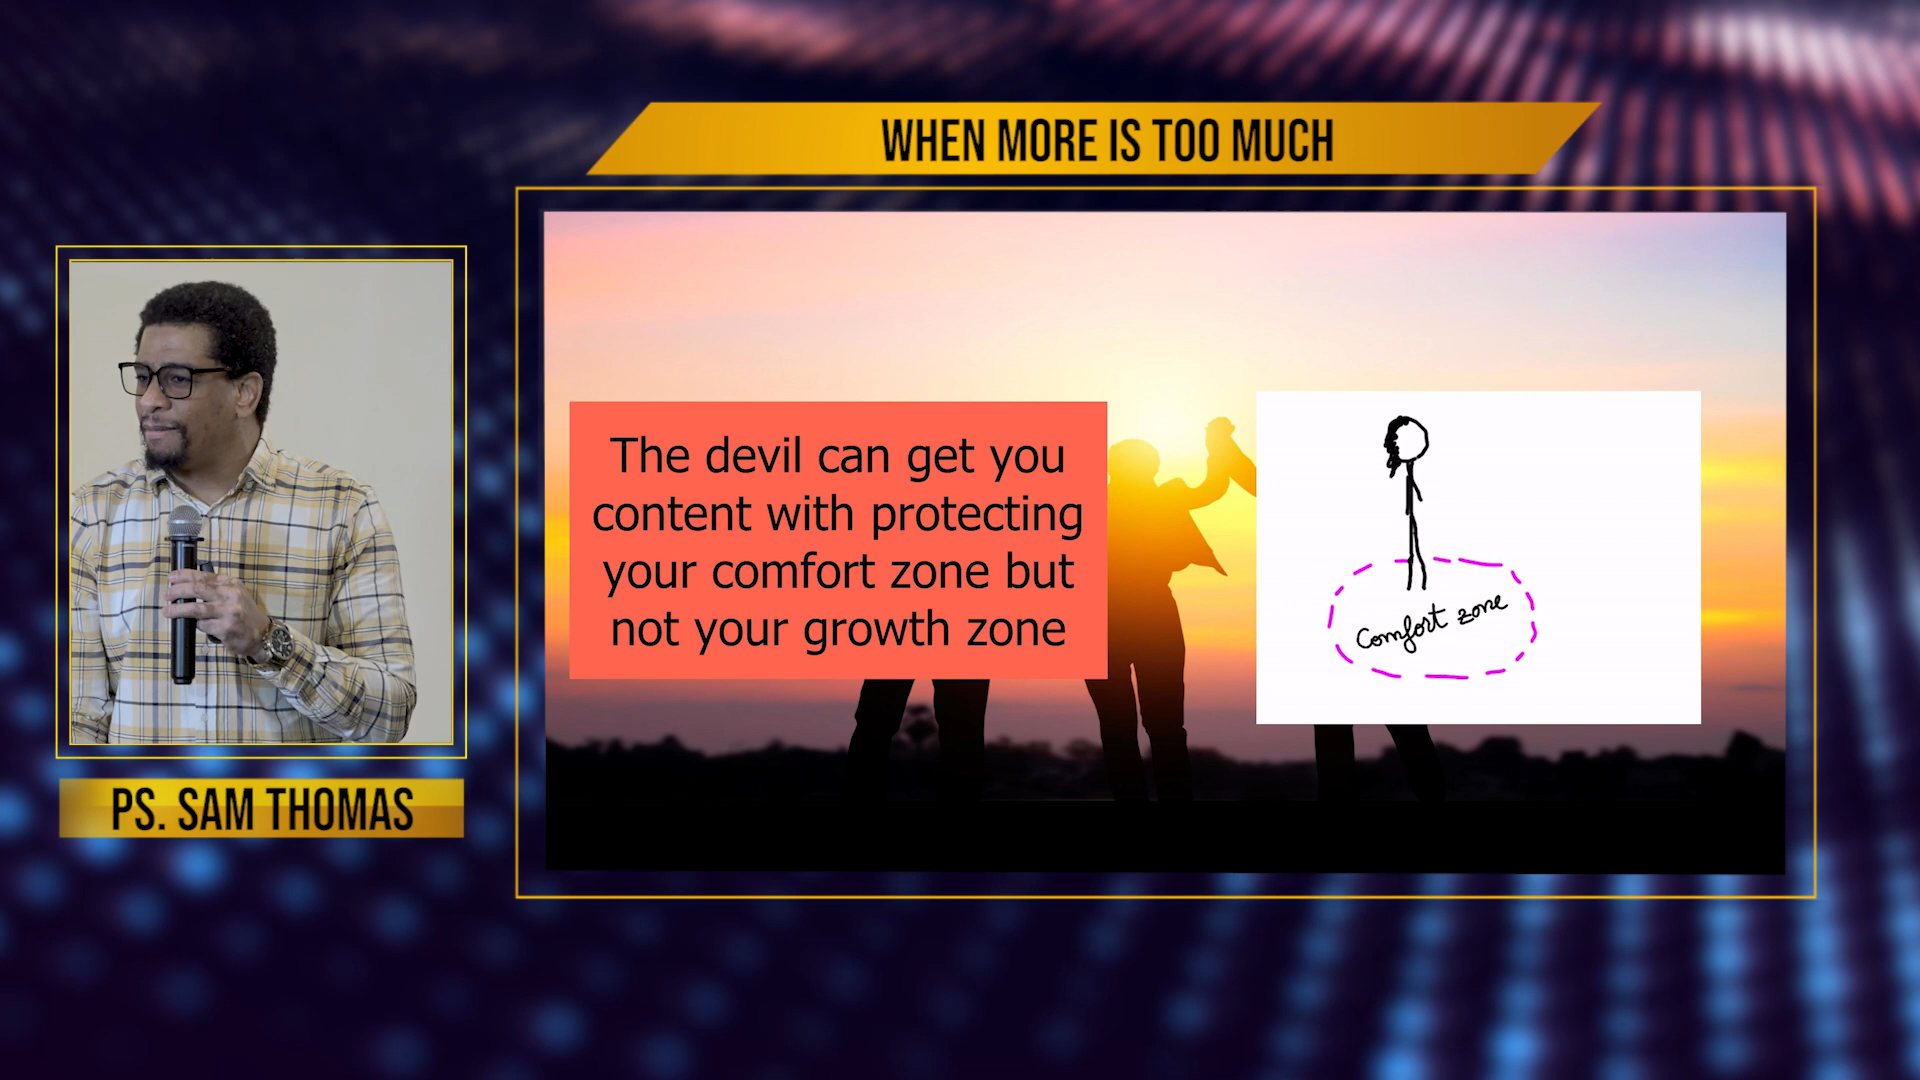 WHEN MORE IS TOO MUCH
The devil can get you
content with protecting
your comfort zone but
not your growth zone
Comfort zone
PS. SAM THOMAS